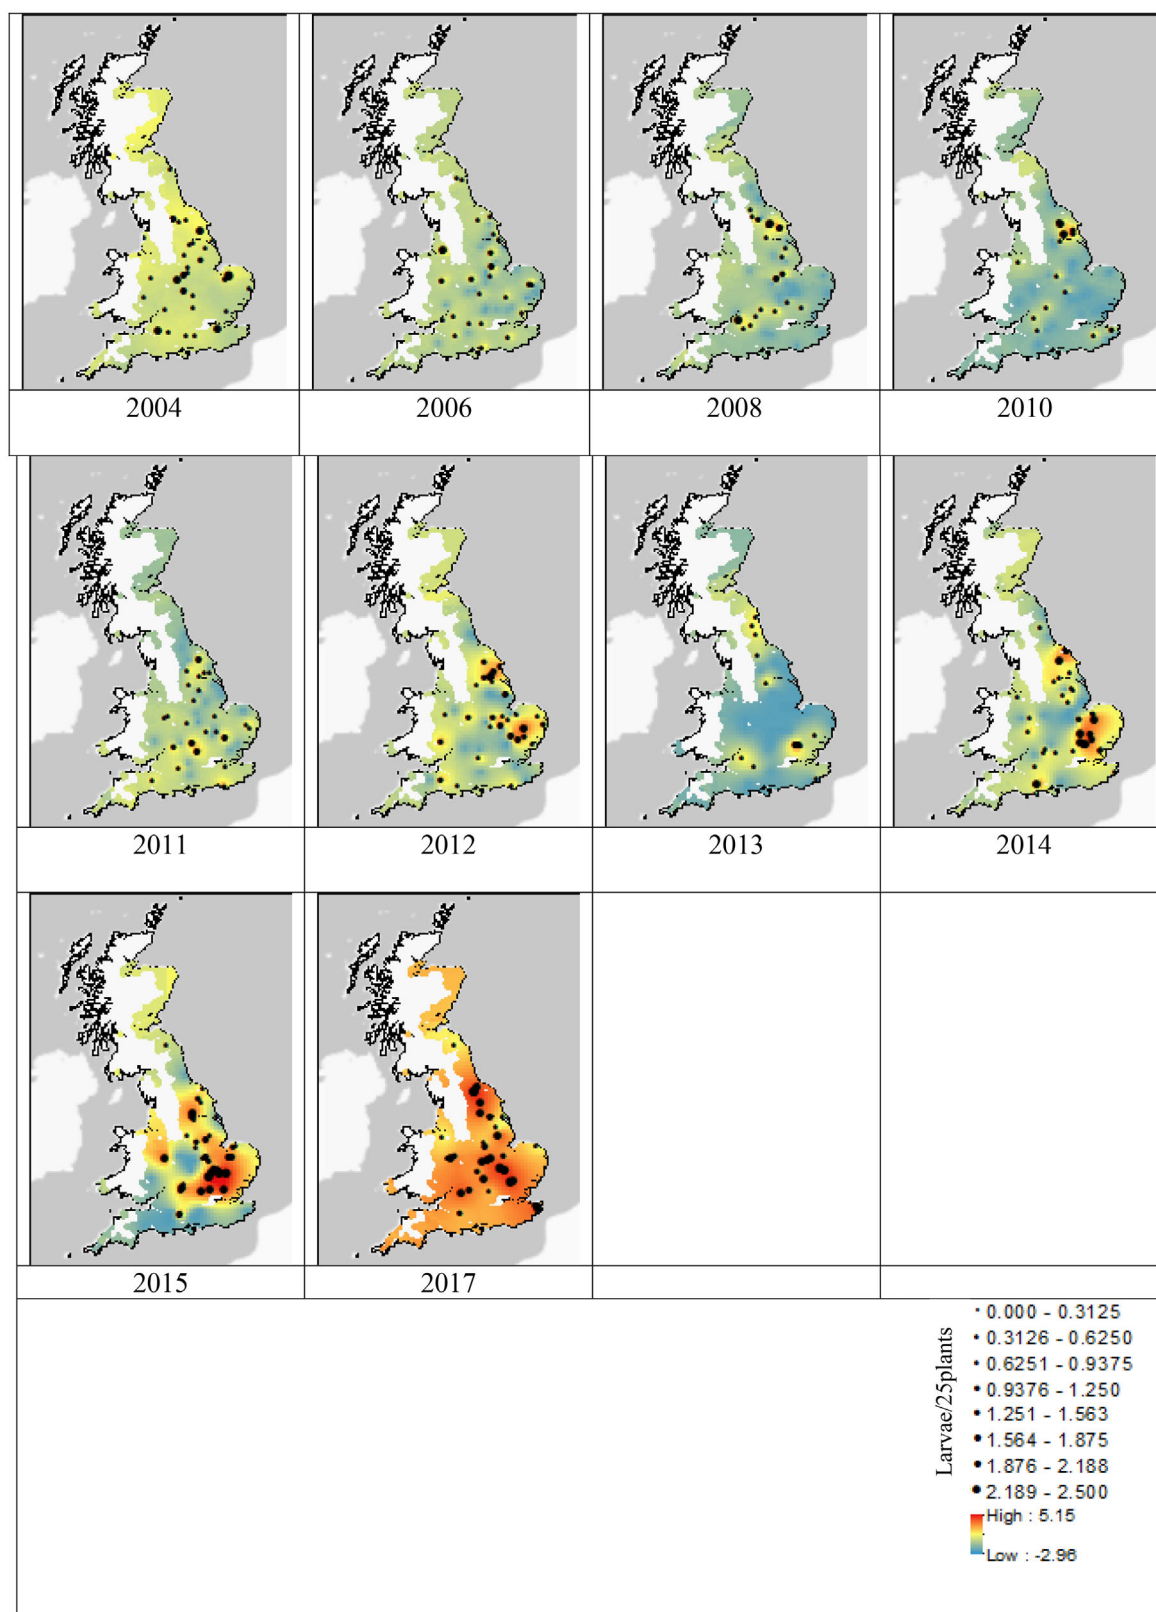 2004
2006
2008
2010
2011
2012
2013
2014
2015
2017
Larvae/25plants
0.000 - 0.3125
0.3126 - 0.6250
0.6251 - 0.9375
0.9376 - 1.250
1.251 - 1.563
1.564 - 1.875
1.876 - 2.188
2.189 - 2.500
High : 5.15
Low : -2.96